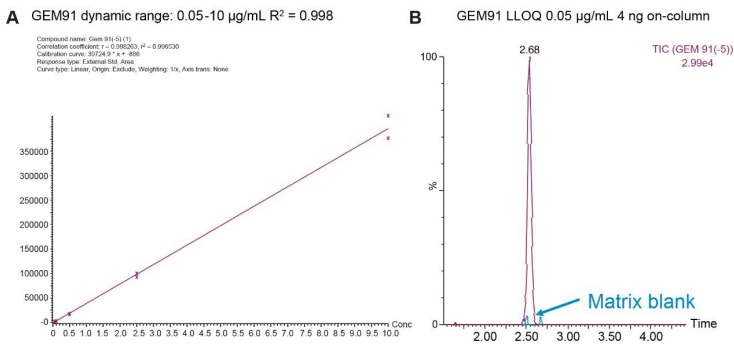 A GEM91 dynamic range: 0.05-10 µg/mL R² = 0.998
Compound name: Gem 91(-5) (1)
Correlation coefficient: r = 0.998263, r² = 0.996530
Calibration curve: 39724.9 * x + -886
Response type: External Std, Area
Curve type: Linear, Origin: Exclude, Weighting: 1/x, Axis trans: None
350000
300000
250000
200000
150000
100000
50000
-0
0 0.5 1.0 1.5 2.0 2.5 3.0 3.5 4.0 4.5 5.0 5.5 6.0 6.5 7.0 7.5 8.0 8.5 9.0 9.5 10.0 Conc
B GEM91 LLOQ 0.05 µg/mL 4 ng on-column
100
2.68
TIC (GEM 91(-5))
2.99e4
%
Matrix blank
0
2.00 2.50 3.00 3.50 4.00 Time